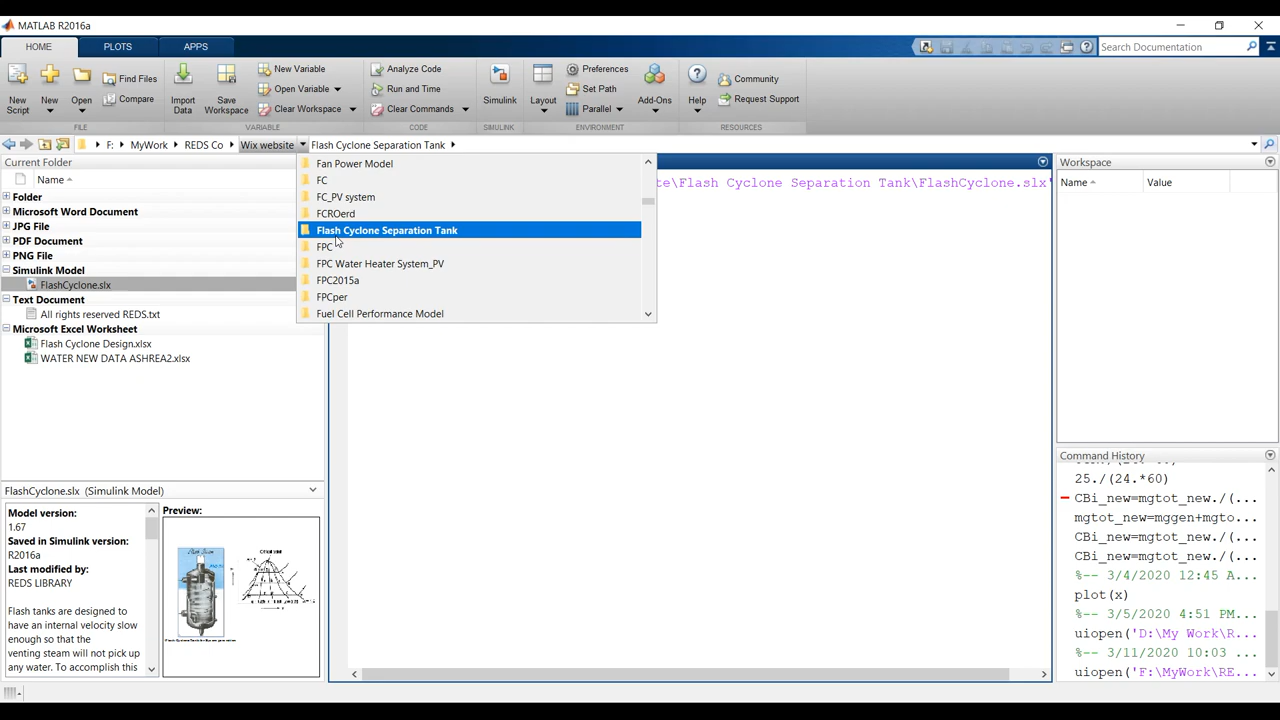 MATLAB R2016a
HOME
PLOTS
APPS
Search Documentation
New Script
New
Open
Find Files
Compare
Import Data
Save Workspace
New Variable
Open Variable
Clear Workspace
Analyze Code
Run and Time
Clear Commands
Simulink
Layout
Preferences
Set Path
Parallel
Add-Ons
Help
Community
Request Support
FILE
VARIABLE
CODE
SIMULINK
ENVIRONMENT
RESOURCES
F: MyWork REDS Co Wix website Flash Cyclone Separation Tank
Current Folder
Name
Folder
Microsoft Word Document
JPG File
PDF Document
PNG File
Simulink Model
FlashCyclone.slx
Text Document
All rights reserved REDS.txt
Microsoft Excel Worksheet
Flash Cyclone Design.xlsx
WATER NEW DATA ASHREA2.xlsx
Fan Power Model
FC
FC_PV system
FCROerd
Flash Cyclone Separation Tank
FPC
FPC Water Heater System_PV
FPC2015a
FPCper
Fuel Cell Performance Model
te\Flash Cyclone Separation Tank\FlashCyclone.slx'
Workspace
Name
Value
Command History
25./(24.*60)
CBi_new=mgtot_new./(...
mgtot_new=mggen+mgto...
CBi_new=mgtot_new./(...
CBi_new=mgtot_new./(...
%-- 3/4/2020 12:45 A...
plot(x)
%-- 3/5/2020 4:51 PM...
uiopen('D:\My Work\R...
%-- 3/11/2020 10:03 ...
uiopen('F:\MyWork\RE...
FlashCyclone.slx (Simulink Model)
Model version:
1.67
Saved in Simulink version:
R2016a
Last modified by:
REDS LIBRARY
Flash tanks are designed to
have an internal velocity slow
enough so that the
venting steam will not pick up
any water. To accomplish this
Preview: